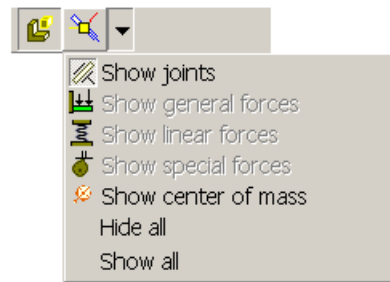 Show joints
Show general forces
Show linear forces
Show special forces
Show center of mass
Hide all
Show all